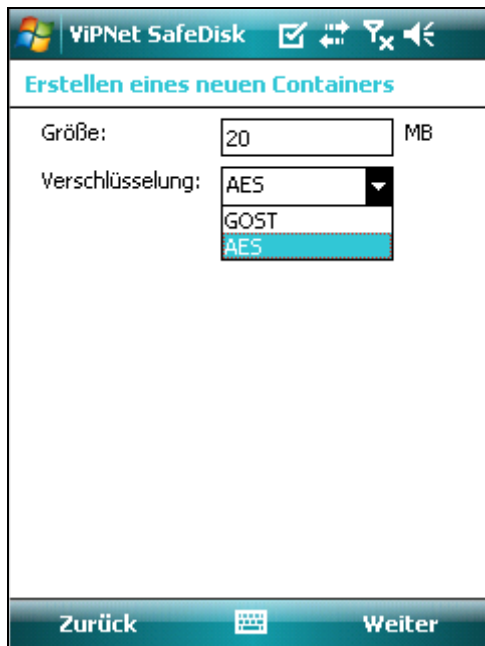 ViPNet SafeDisk
Erstellen eines neuen Containers
Größe: 20 MB
Verschlüsselung: AES
GOST
AES
Zurück Weiter